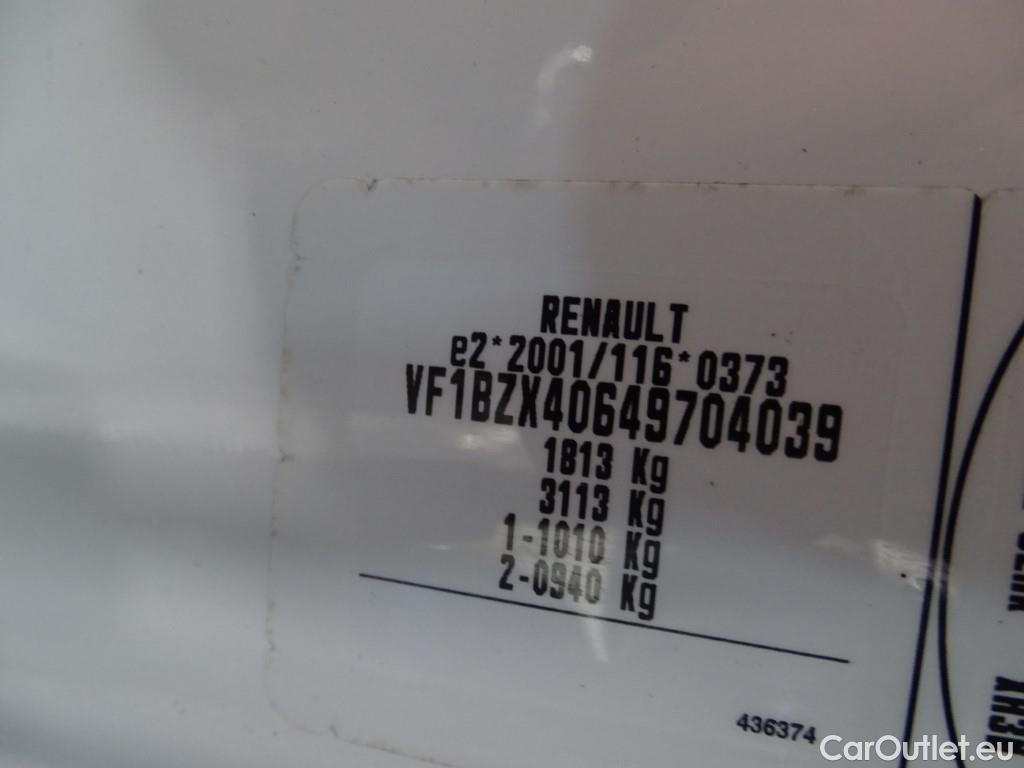 RENAULT
e2*2001/116*0373
VF1BZX40649704039
1813 Kg
3113 Kg
1-1010 Kg
2-0940 Kg
436374
CarOutlet.eu